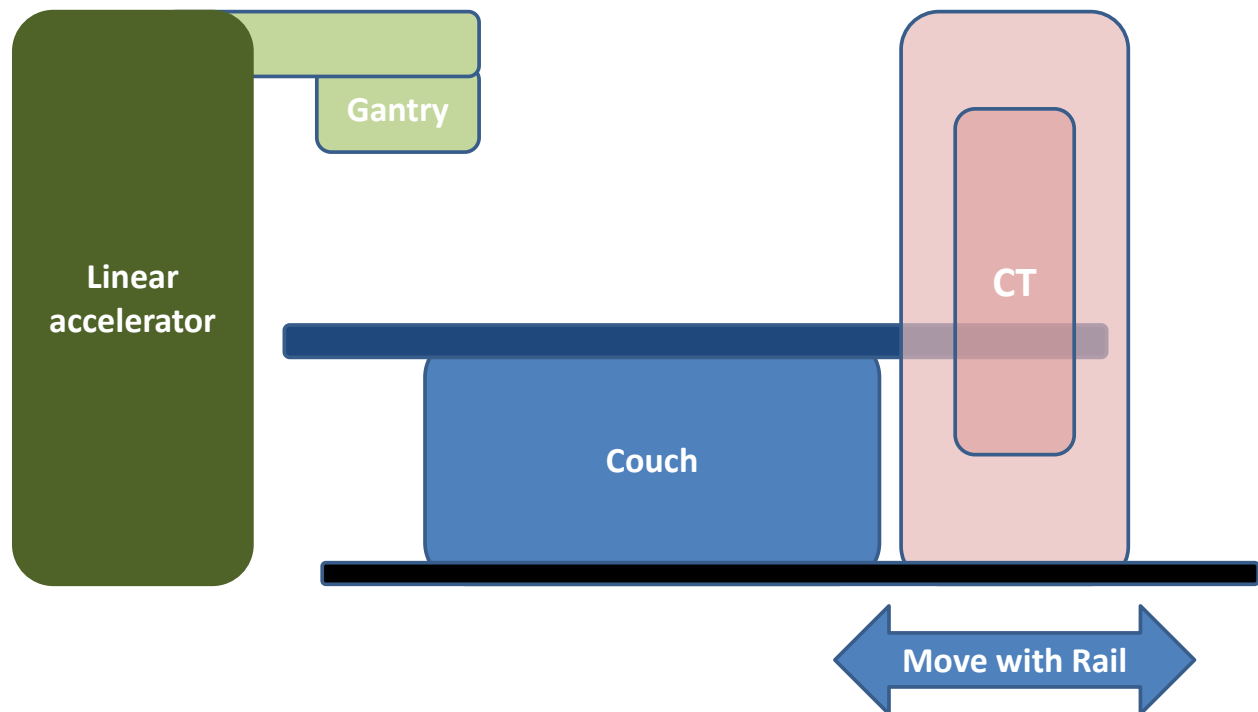 Gantry
Linear
accelerator
CT
Couch
Move with Rail